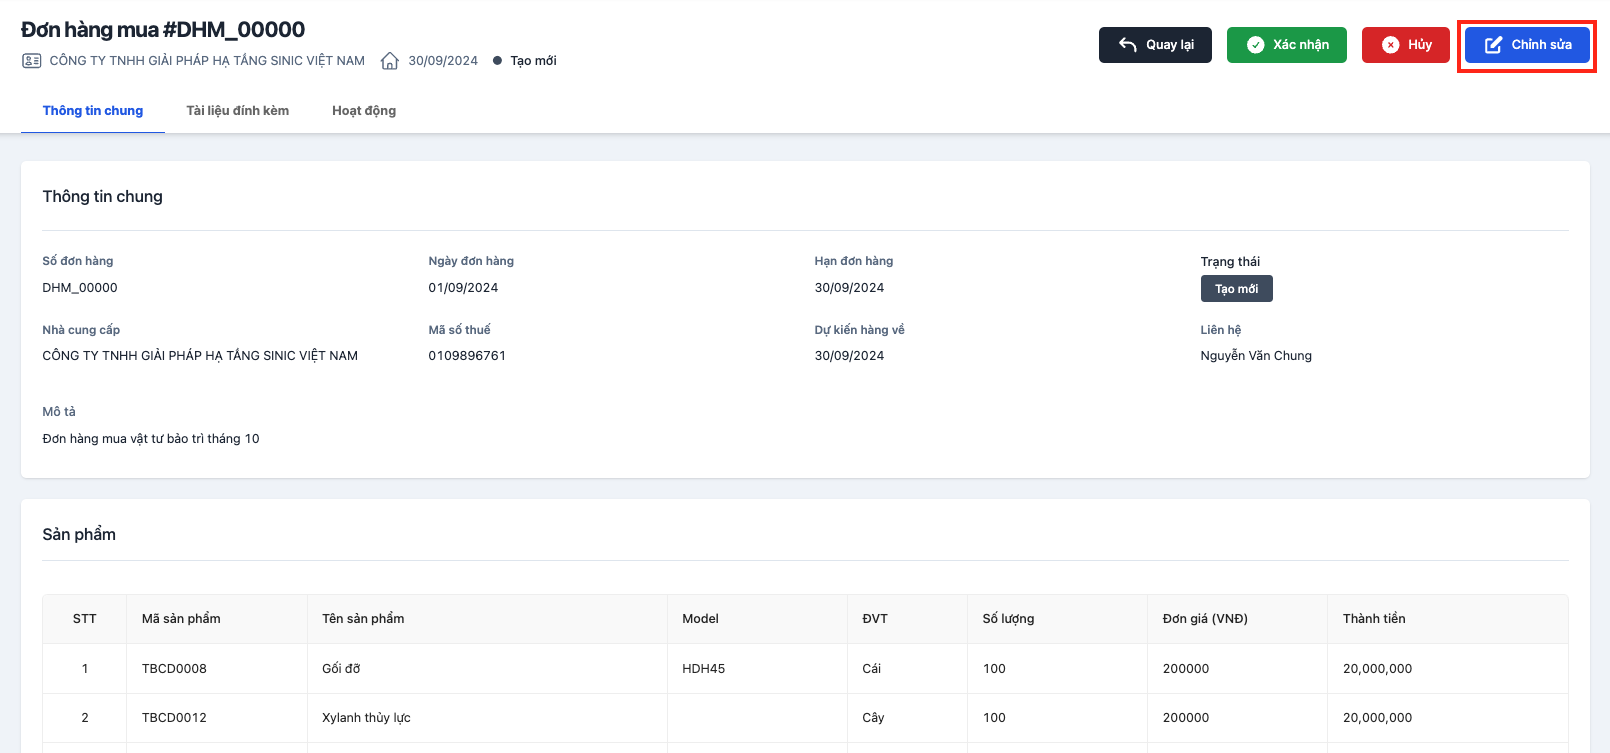 Đơn hàng mua #DHM_00000
CÔNG TY TNHH GIẢI PHÁP HẠ TẦNG SINIC VIỆT NAM 30/09/2024 Tạo mới
Quay lại Xác nhận Hủy Chỉnh sửa
Thông tin chung Tài liệu đính kèm Hoạt động
Thông tin chung
Số đơn hàng Ngày đơn hàng Hạn đơn hàng Trạng thái
DHM_00000 01/09/2024 30/09/2024 Tạo mới
Nhà cung cấp Mã số thuế Dự kiến hàng về Liên hệ
CÔNG TY TNHH GIẢI PHÁP HẠ TẦNG SINIC VIỆT NAM 0109896761 30/09/2024 Nguyễn Văn Chung
Mô tả
Đơn hàng mua vật tư bảo trì tháng 10
Sản phẩm
STT Mã sản phẩm Tên sản phẩm Model ĐVT Số lượng Đơn giá (VNĐ) Thành tiền
1 TBCD0008 Gối đỡ HDH45 Cái 100 200000 20,000,000
2 TBCD0012 Xylanh thủy lực Cây 100 200000 20,000,000